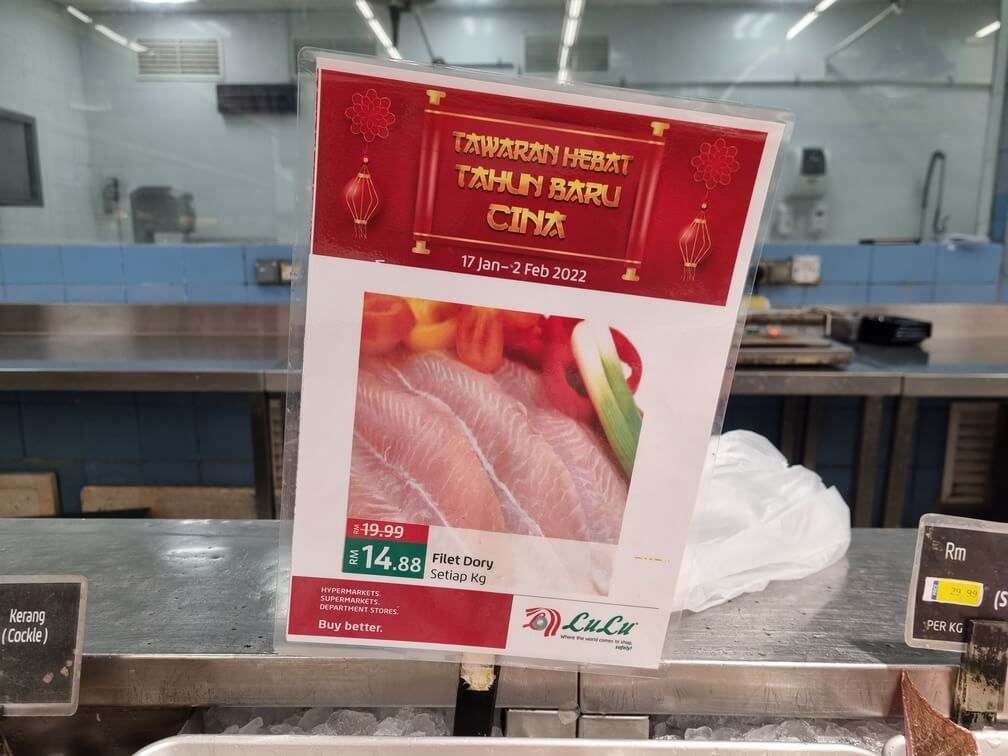 TAWARAN HEBAT
TAHUN BARU
CINA
17 Jan– 2 Feb 2022
RM 19.99
RM 14.88
Filet Dory
Setiap Kg
HYPERMARKETS.
SUPERMARKETS.
DEPARTMENT STORES.
Buy better.
LuLu
Where the world comes to shop,
safely!
Kerang
(Cockle)
Rm
29.99
PER KG